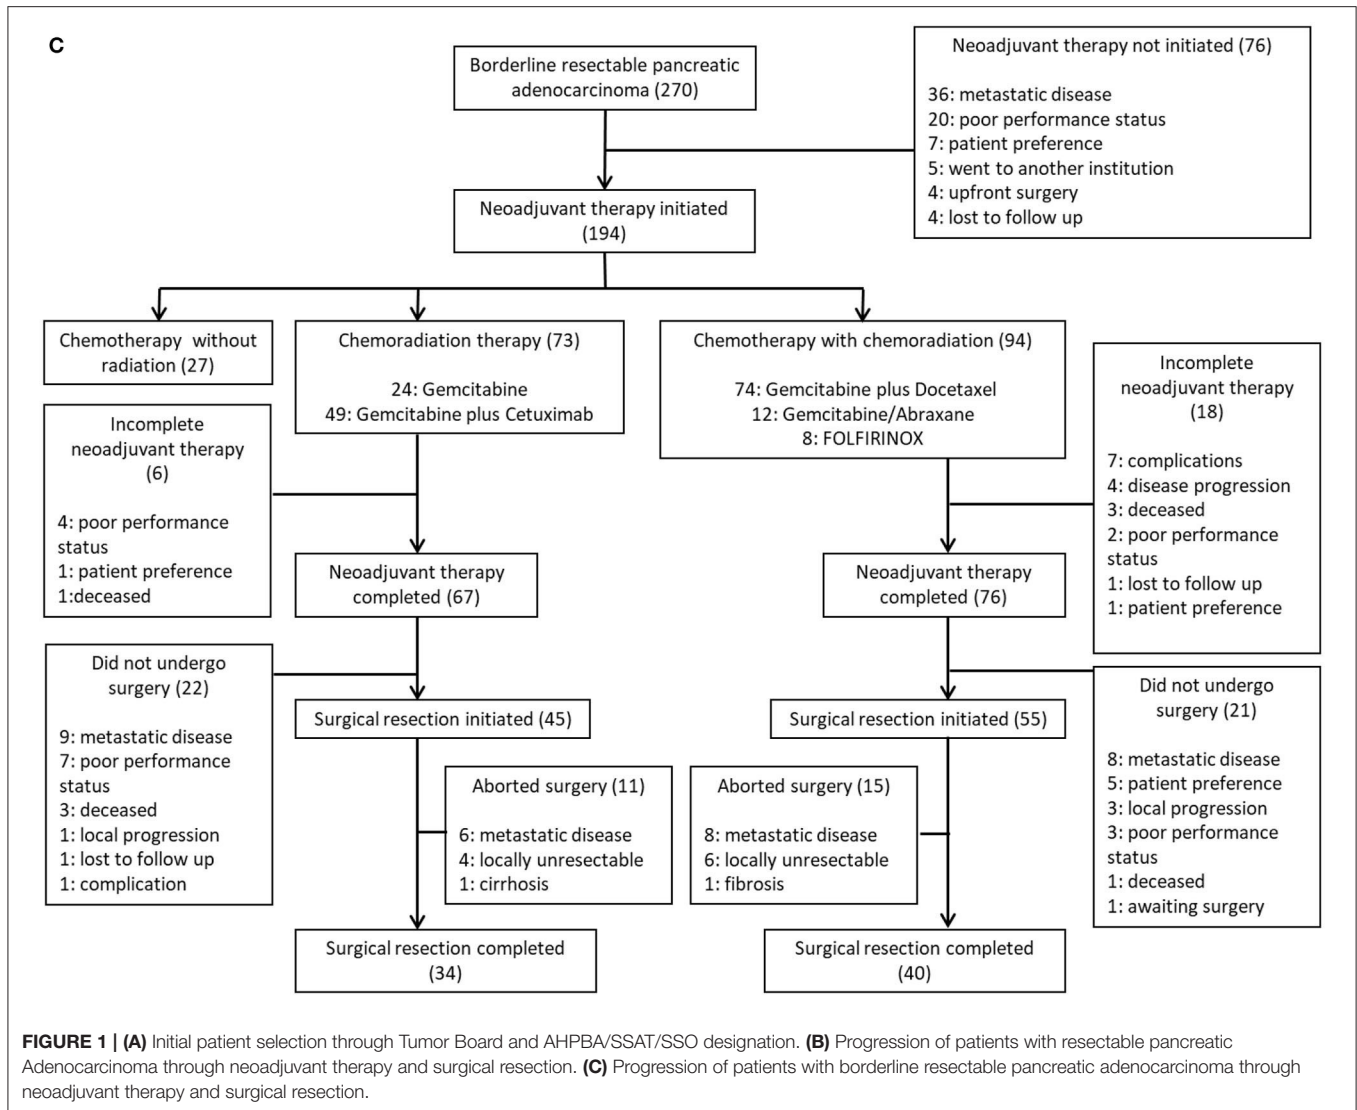 C
Borderline resectable pancreatic
adenocarcinoma (270)
Neoadjuvant therapy not initiated (76)
36: metastatic disease
20: poor performance status
7: patient preference
5: went to another institution
4: upfront surgery
4: lost to follow up
Neoadjuvant therapy initiated
(194)
Chemotherapy without
radiation (27)
Chemoradiation therapy (73)
24: Gemcitabine
49: Gemcitabine plus Cetuximab
Chemotherapy with chemoradiation (94)
74: Gemcitabine plus Docetaxel
12: Gemcitabine/Abraxane
8: FOLFIRINOX
Incomplete
neoadjuvant therapy
(6)
4: poor performance
status
1: patient preference
1:deceased
Incomplete
neoadjuvant therapy
(18)
7: complications
4: disease progression
3: deceased
2: poor performance
status
1: lost to follow up
1: patient preference
Neoadjuvant therapy
completed (67)
Neoadjuvant therapy
completed (76)
Did not undergo
surgery (22)
9: metastatic disease
7: poor performance
status
3: deceased
1: local progression
1: lost to follow up
1: complication
Did not undergo
surgery (21)
8: metastatic disease
5: patient preference
3: local progression
3: poor performance
status
1: deceased
1: awaiting surgery
Surgical resection initiated (45)
Surgical resection initiated (55)
Aborted surgery (11)
6: metastatic disease
4: locally unresectable
1: cirrhosis
Aborted surgery (15)
8: metastatic disease
6: locally unresectable
1: fibrosis
Surgical resection completed
(34)
Surgical resection completed
(40)
FIGURE 1 | (A) Initial patient selection through Tumor Board and AHPBA/SSAT/SSO designation. (B) Progression of patients with resectable pancreatic
Adenocarcinoma through neoadjuvant therapy and surgical resection. (C) Progression of patients with borderline resectable pancreatic adenocarcinoma through
neoadjuvant therapy and surgical resection.